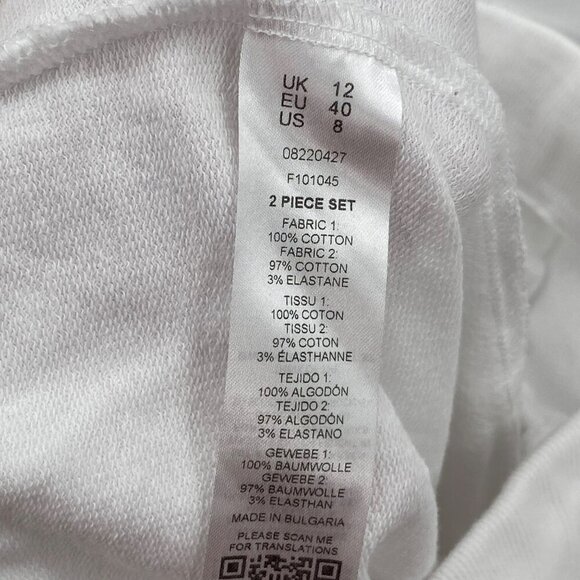 UK 12
EU 40
US 8
08220427
F101045
2 PIECE SET
FABRIC 1:
100% COTTON
FABRIC 2:
97% COTTON
3% ELASTANE
TISSU 1:
100% COTON
TISSU 2:
97% COTON
3% ÉLASTHANNE
TEJIDO 1:
100% ALGODÓN
TEJIDO 2:
97% ALGODÓN
3% ELASTANO
GEWEBE 1:
100% BAUMWOLLE
GEWEBE 2:
97% BAUMWOLLE
3% ELASTHAN
MADE IN BULGARIA
PLEASE SCAN ME
FOR TRANSLATIONS